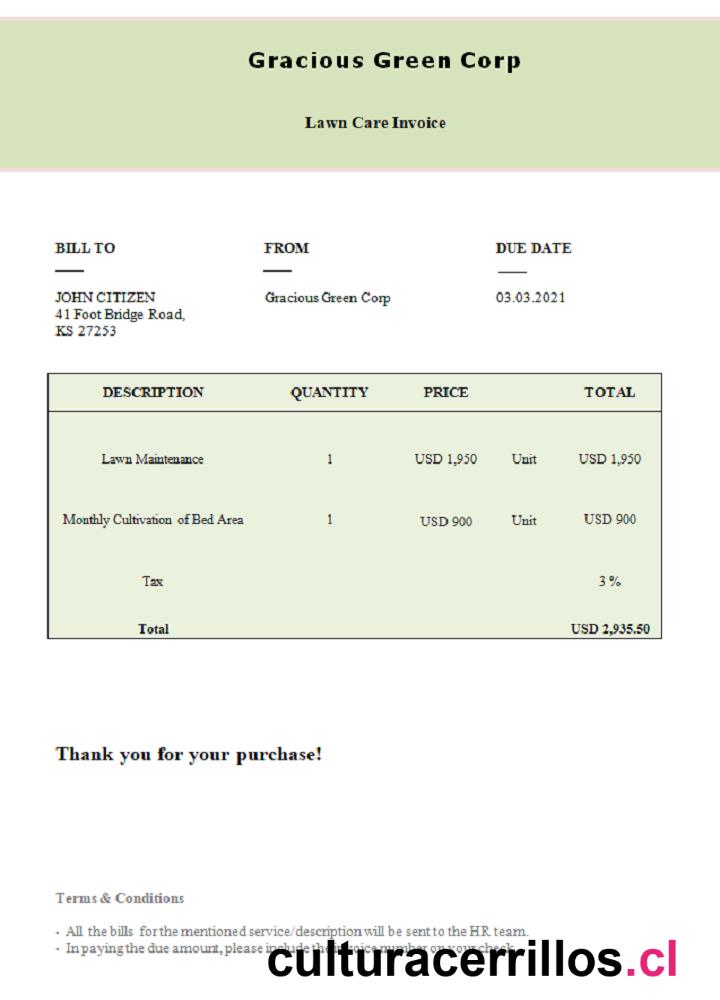 Gracious Green Corp
Lawn Care Invoice
BILL TO
FROM
DUE DATE
JOHN CITIZEN
41 Foot Bridge Road,
KS 27253
Gracious Green Corp
03.03.2021
DESCRIPTION QUANTITY PRICE TOTAL
Lawn Maintenance 1 USD 1,950 Unit USD 1,950
Monthly Cultivation of Bed Area 1 USD 900 Unit USD 900
Tax 3 %
Total USD 2,935.50
Thank you for your purchase!
Terms & Conditions
- All the bills for the mentioned service/description will be sent to the HR team.
- In paying the due amount, please include the invoice number on your check.
culturacerrillos.cl